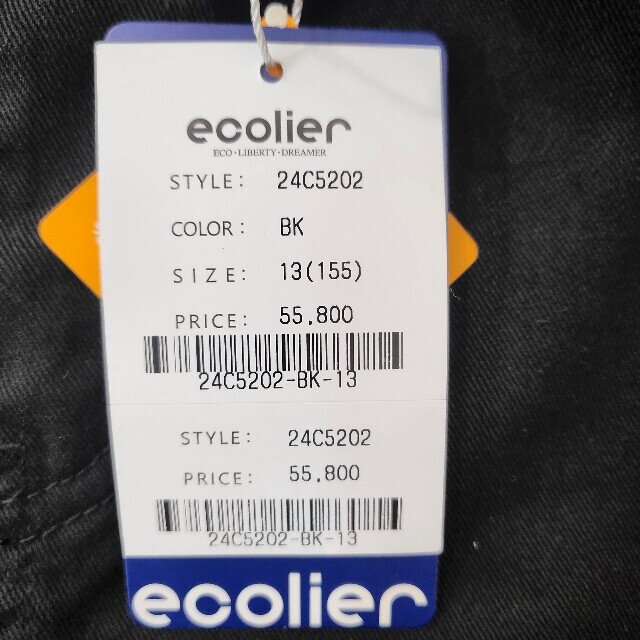 ecolier
ECO·LIBERTY·DREAMER
STYLE: 24C5202
COLOR: BK
SIZE: 13(155)
PRICE: 55,800
24C5202-BK-13
STYLE: 24C5202
PRICE: 55,800
24C5202-BK-13
ecolier